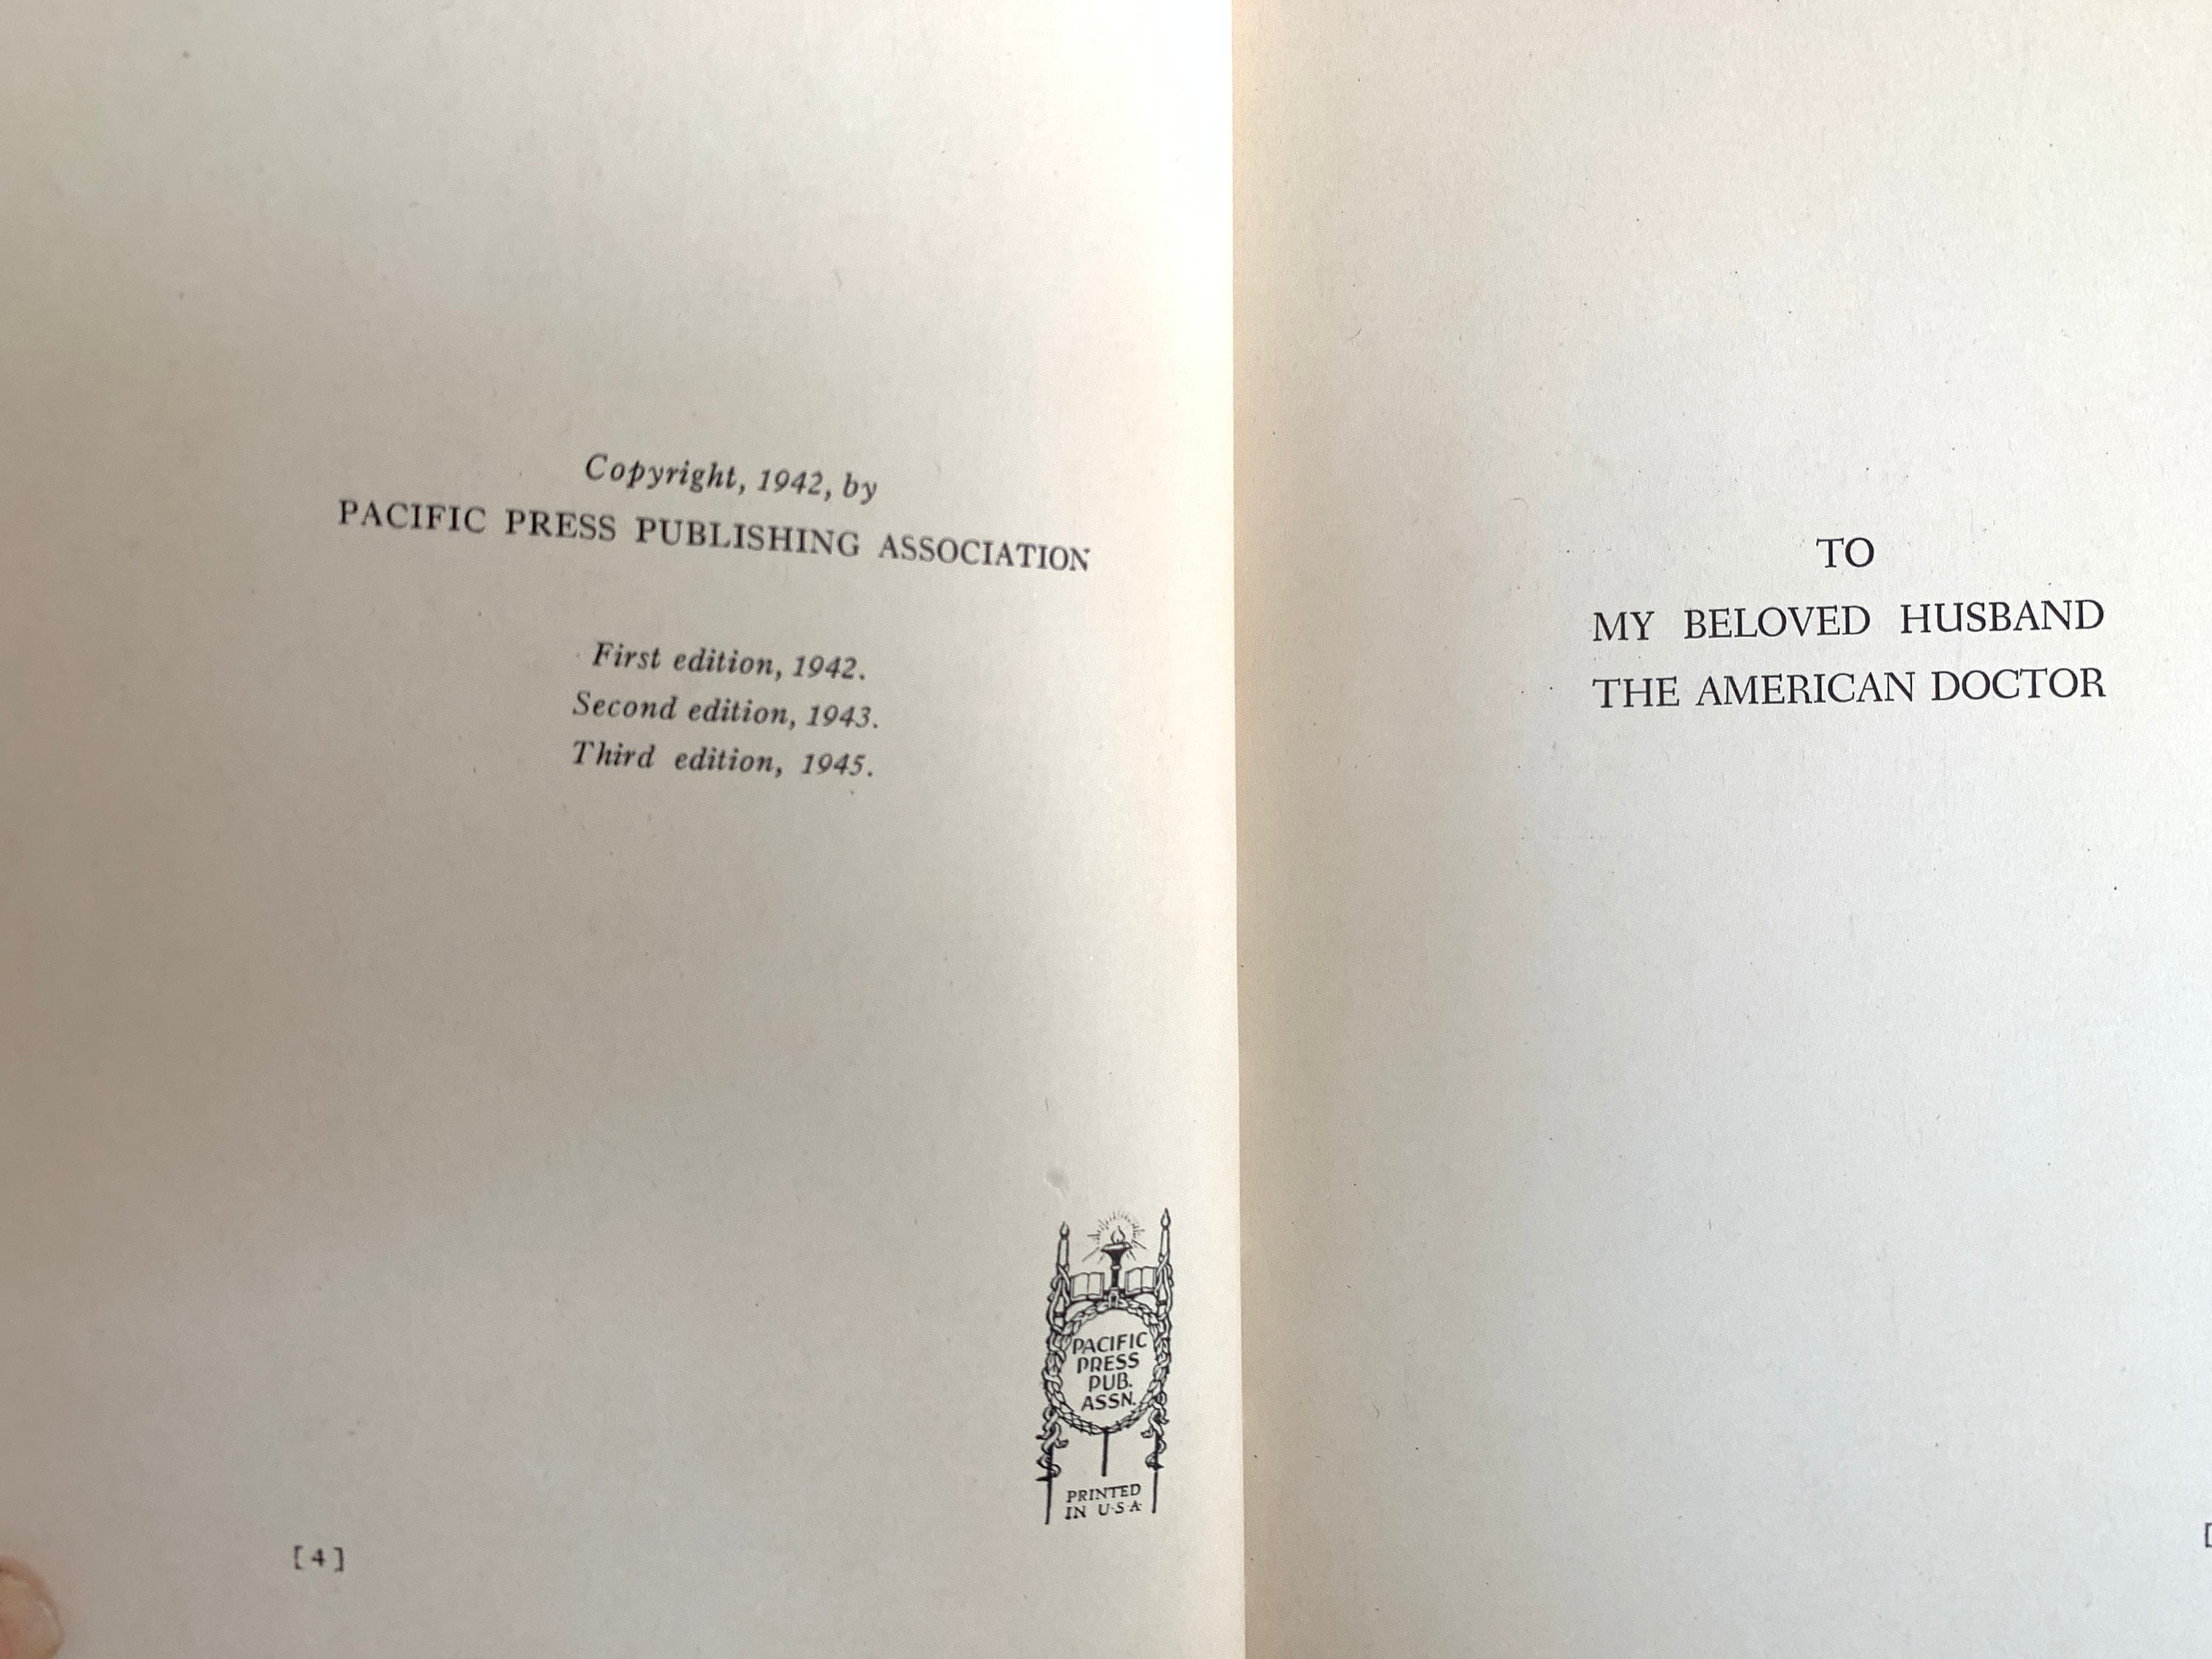 Copyright, 1942, by
PACIFIC PRESS PUBLISHING ASSOCIATION
First edition, 1942.
Second edition, 1943.
Third edition, 1945.
PACIFIC
PRESS
PUB.
ASSN.
PRINTED
IN U·S·A·
[4]
TO
MY BELOVED HUSBAND
THE AMERICAN DOCTOR
[